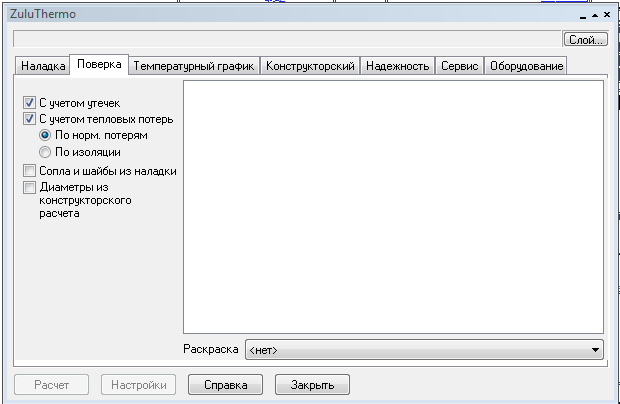 ZuluThermo
Слой...
Наладка Поверка Температурный график Конструкторский Надежность Сервис Оборудование
С учетом утечек
С учетом тепловых потерь
По норм. потерям
По изоляции
Сопла и шайбы из наладки
Диаметры из
конструкторского
расчета
Раскраска <нет>
Расчет Настройки Справка Закрыть